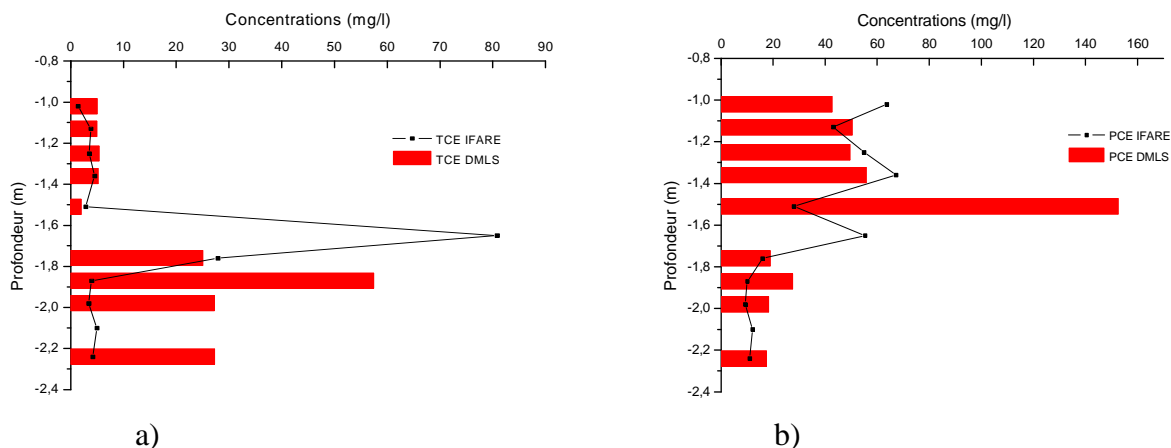 Concentrations (mg/l)
0 10 20 30 40 50 60 70 80 90
-0,8
-1,0
-1,2
-1,4
-1,6
-1,8
-2,0
-2,2
-2,4
Profondeur (m)
TCE IFARE
TCE DMLS
a)
Concentrations (mg/l)
0 20 40 60 80 100 120 140 160
-0,8
-1,0
-1,2
-1,4
-1,6
-1,8
-2,0
-2,2
-2,4
Profondeur (m)
PCE IFARE
PCE DMLS
b)